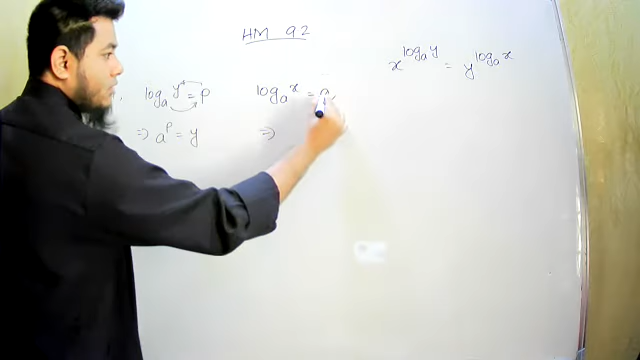 HM 92
x^{log_a y} = y^{log_a x}
log_a y = p
log_a x =
⇒ a^p = y
⇒